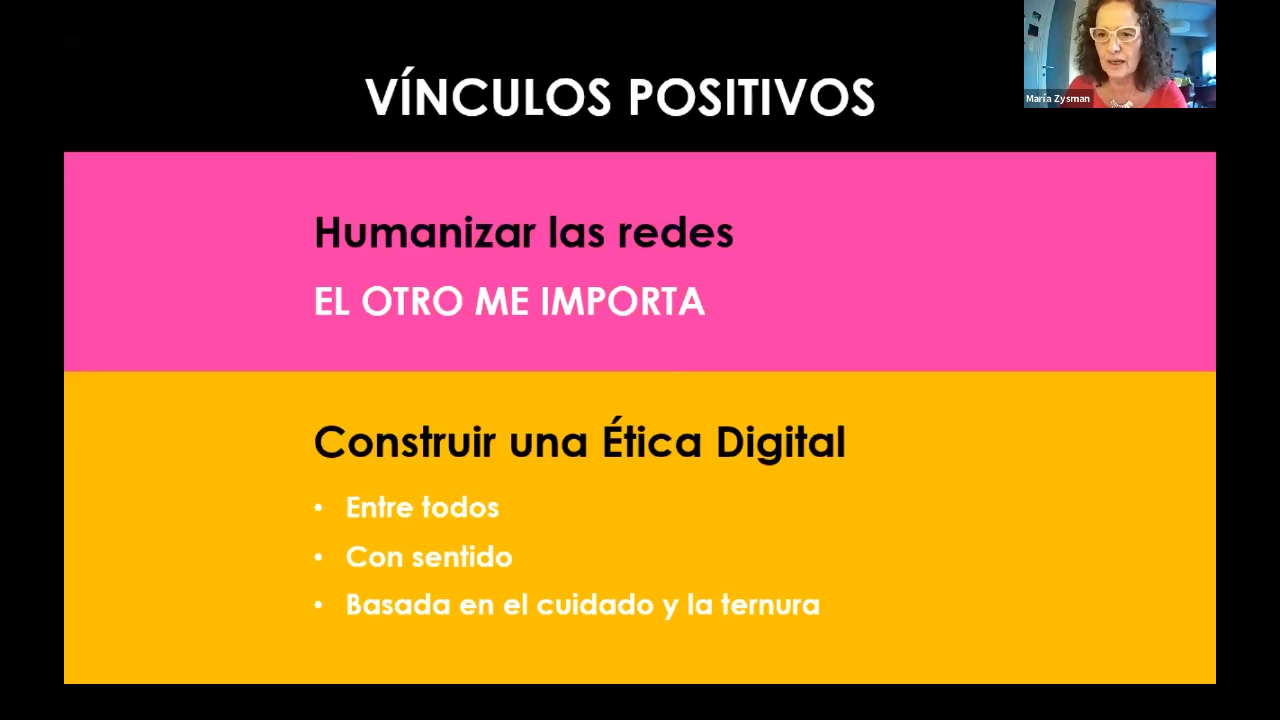 VÍNCULOS POSITIVOS
María Zysman
Humanizar las redes
EL OTRO ME IMPORTA
Construir una Ética Digital
• Entre todos
• Con sentido
• Basada en el cuidado y la ternura